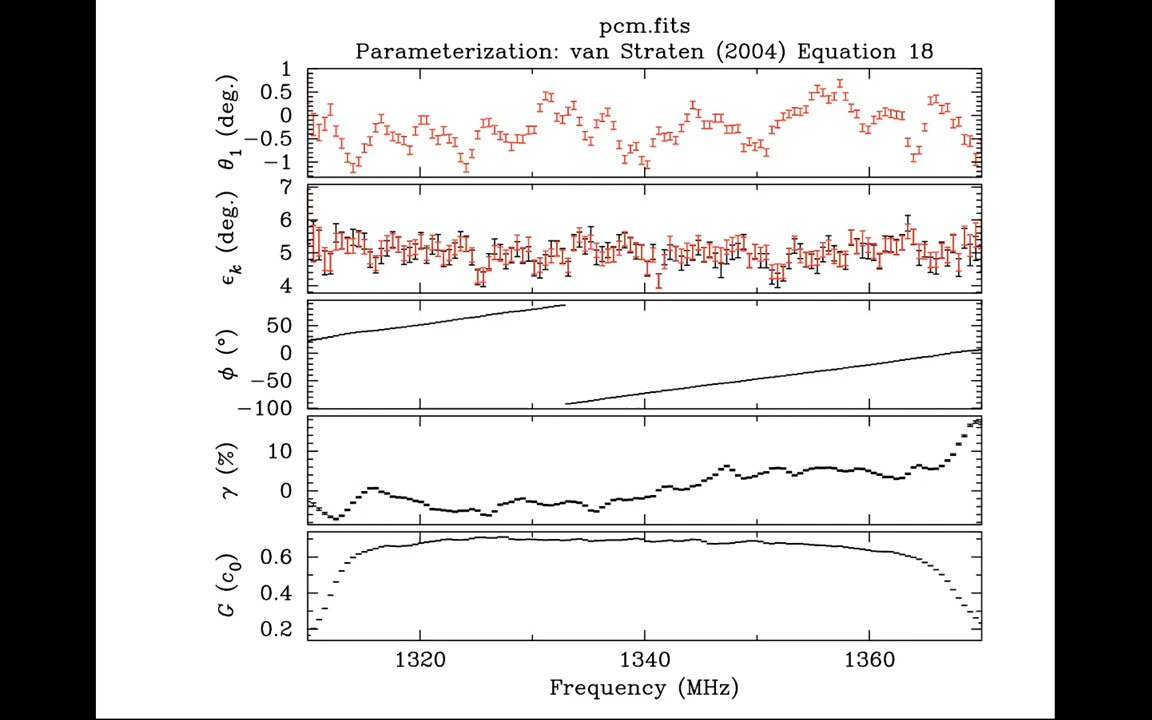 pcm.fits
Parameterization: van Straten (2004) Equation 18
θ1 (deg.)
1
0.5
0
−0.5
−1
ϵk (deg.)
7
6
5
4
ϕ (°)
50
0
−50
−100
γ (%)
10
0
G (c0)
0.6
0.4
0.2
1320 1340 1360
Frequency (MHz)